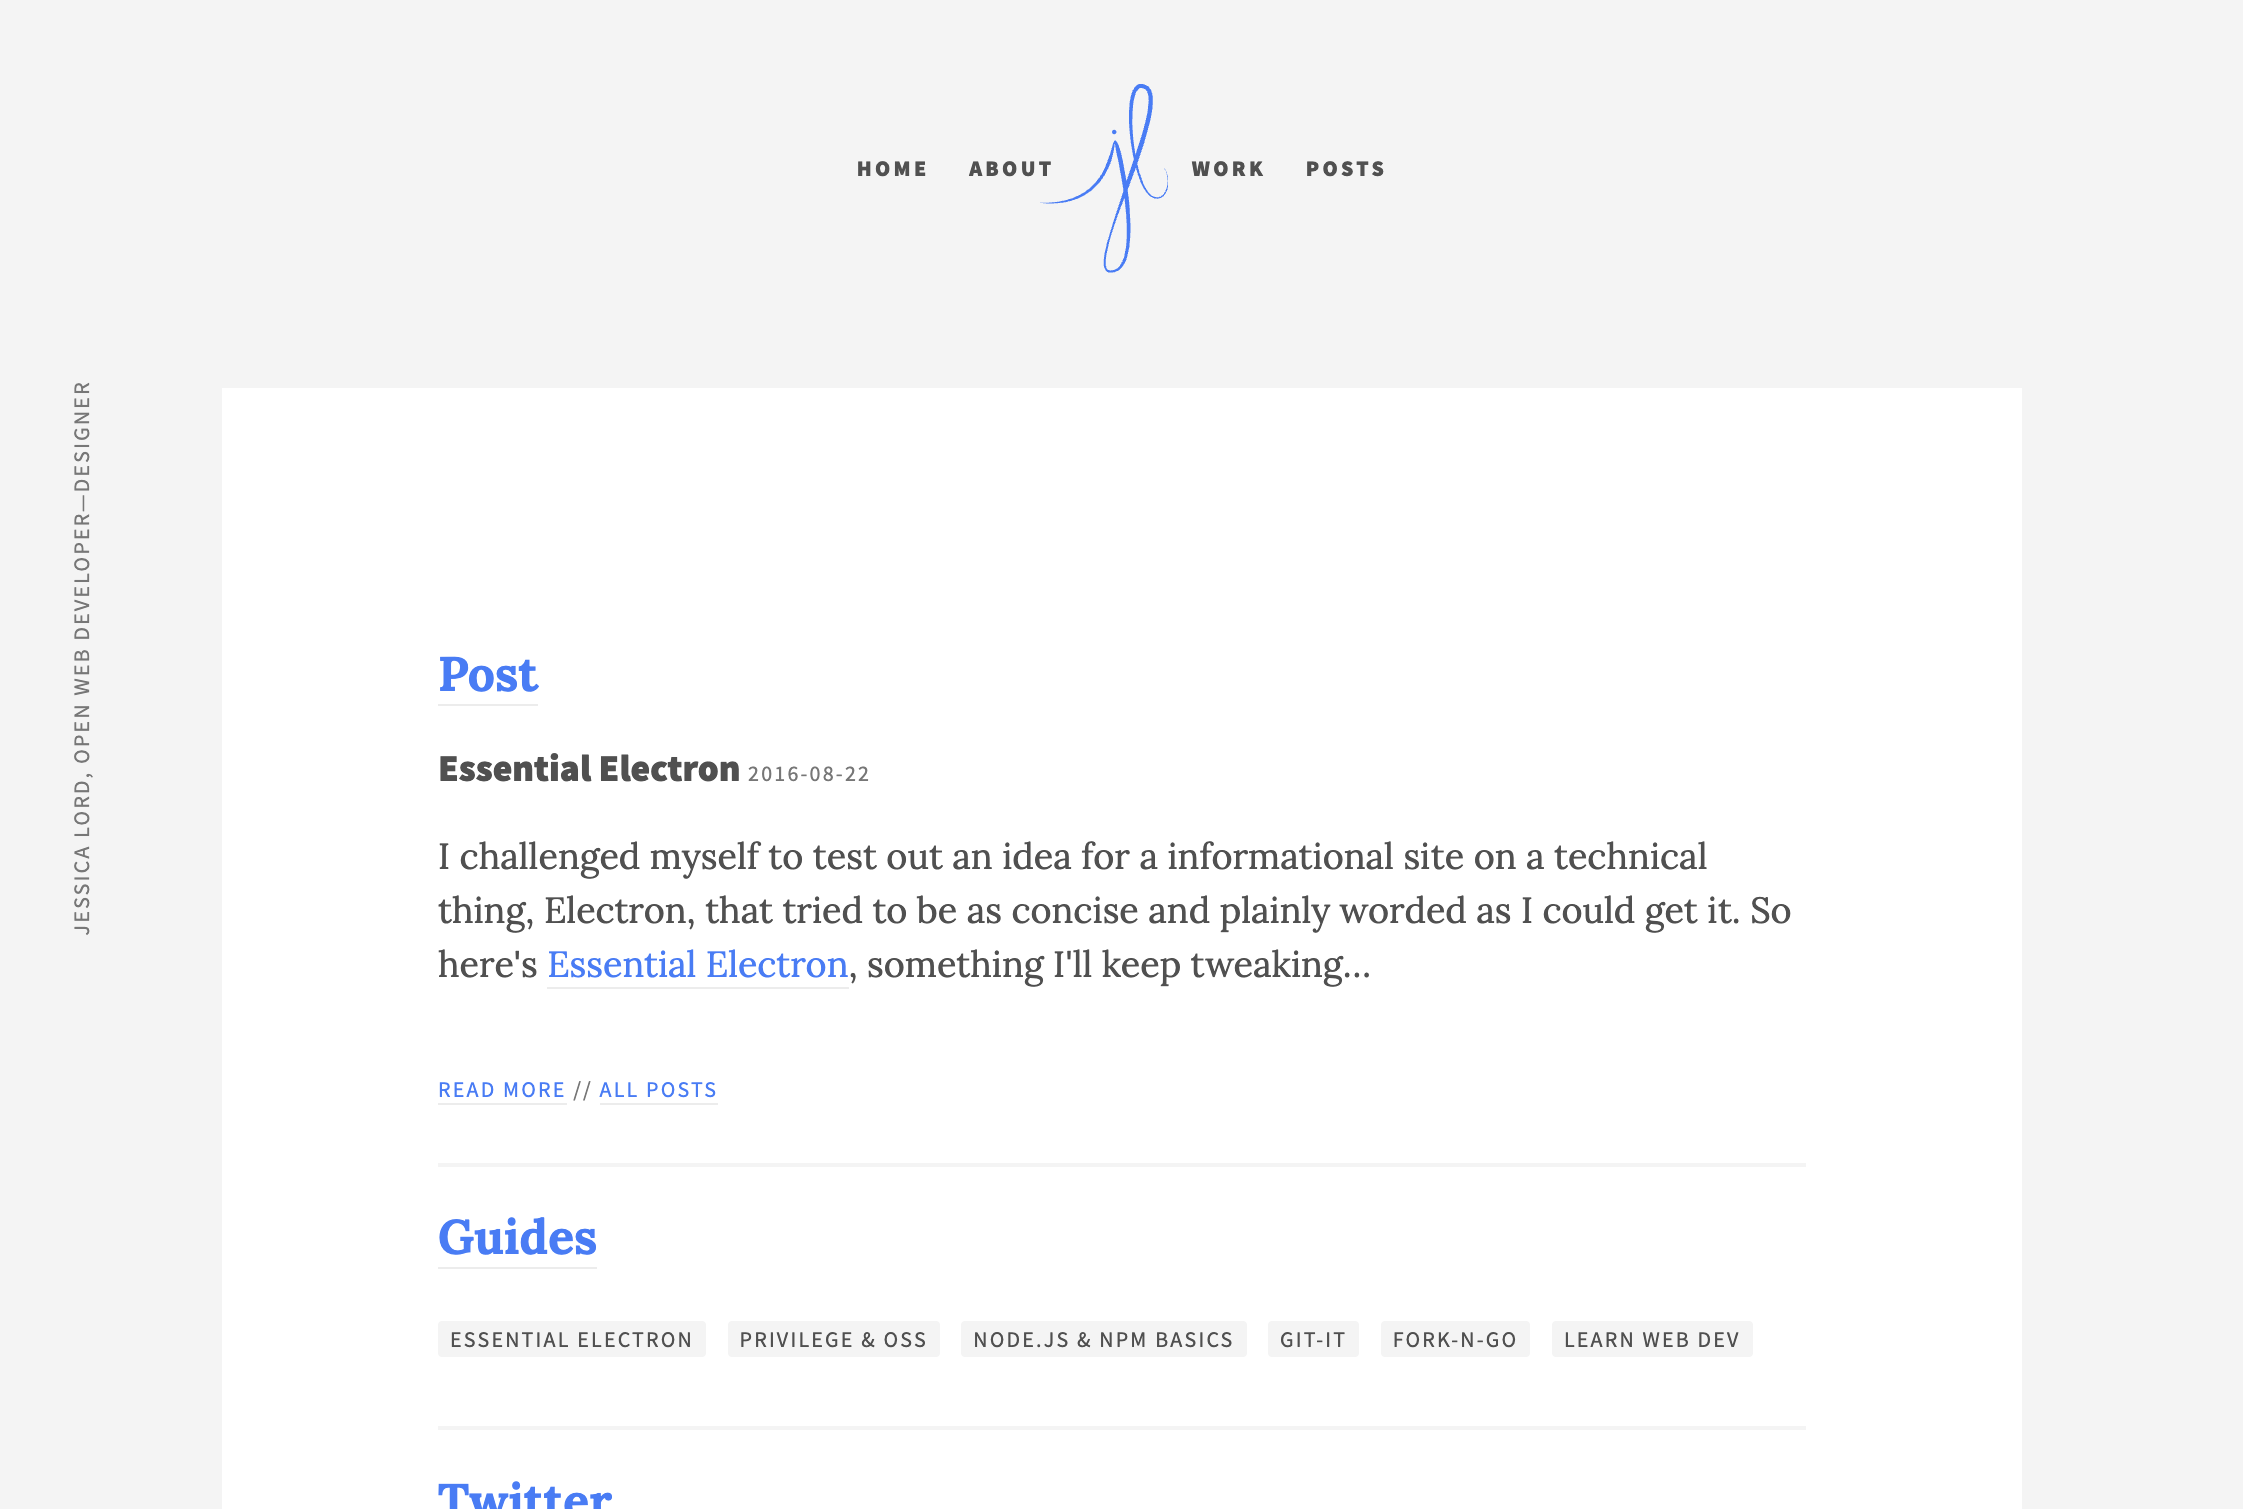 HOME ABOUT jl WORK POSTS
JESSICA LORD, OPEN WEB DEVELOPER—DESIGNER
Post
Essential Electron 2016-08-22
I challenged myself to test out an idea for a informational site on a technical
thing, Electron, that tried to be as concise and plainly worded as I could get it. So
here's Essential Electron, something I'll keep tweaking...
READ MORE // ALL POSTS
Guides
ESSENTIAL ELECTRON PRIVILEGE & OSS NODE.JS & NPM BASICS GIT-IT FORK-N-GO LEARN WEB DEV
Twitter